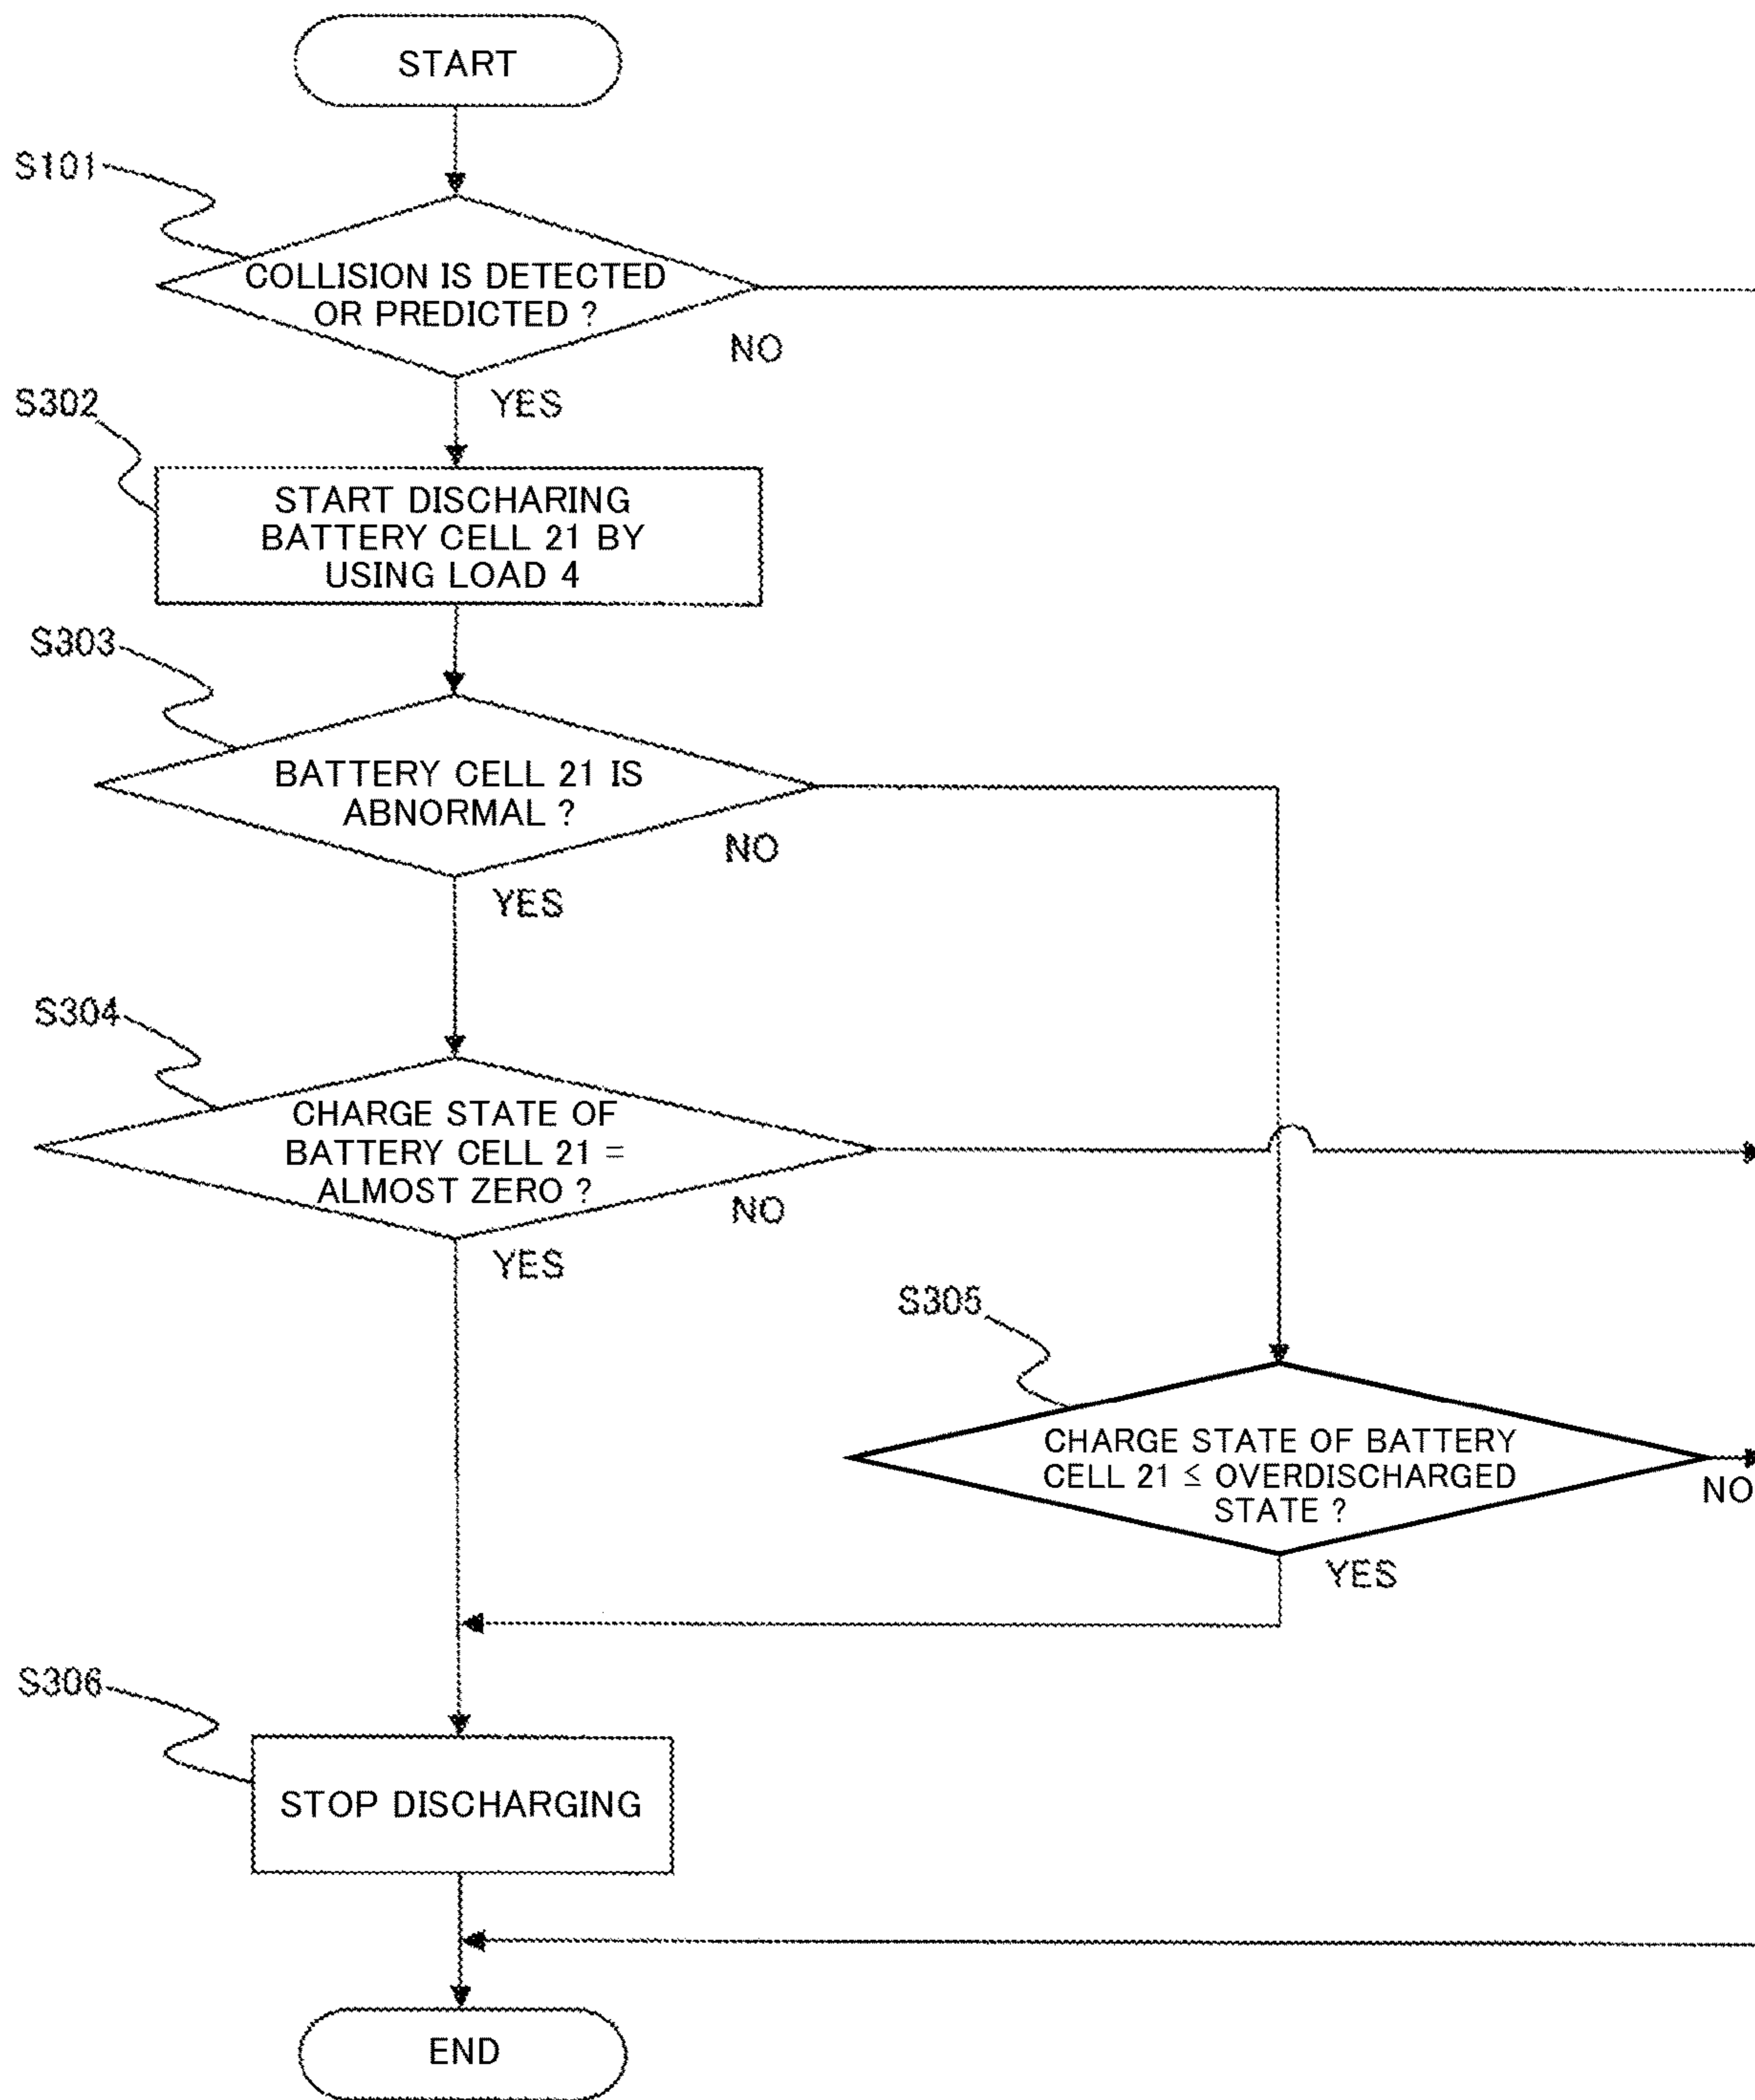 START
S101
COLLISION IS DETECTED
OR PREDICTED ?
NO
YES
S302
START DISCHARING
BATTERY CELL 21 BY
USING LOAD 4
S303
BATTERY CELL 21 IS
ABNORMAL ?
NO
YES
S304
CHARGE STATE OF
BATTERY CELL 21 =
ALMOST ZERO ?
NO
YES
S305
CHARGE STATE OF BATTERY
CELL 21 ≤ OVERDISCHARGED
STATE ?
NO
YES
S306
STOP DISCHARGING
END